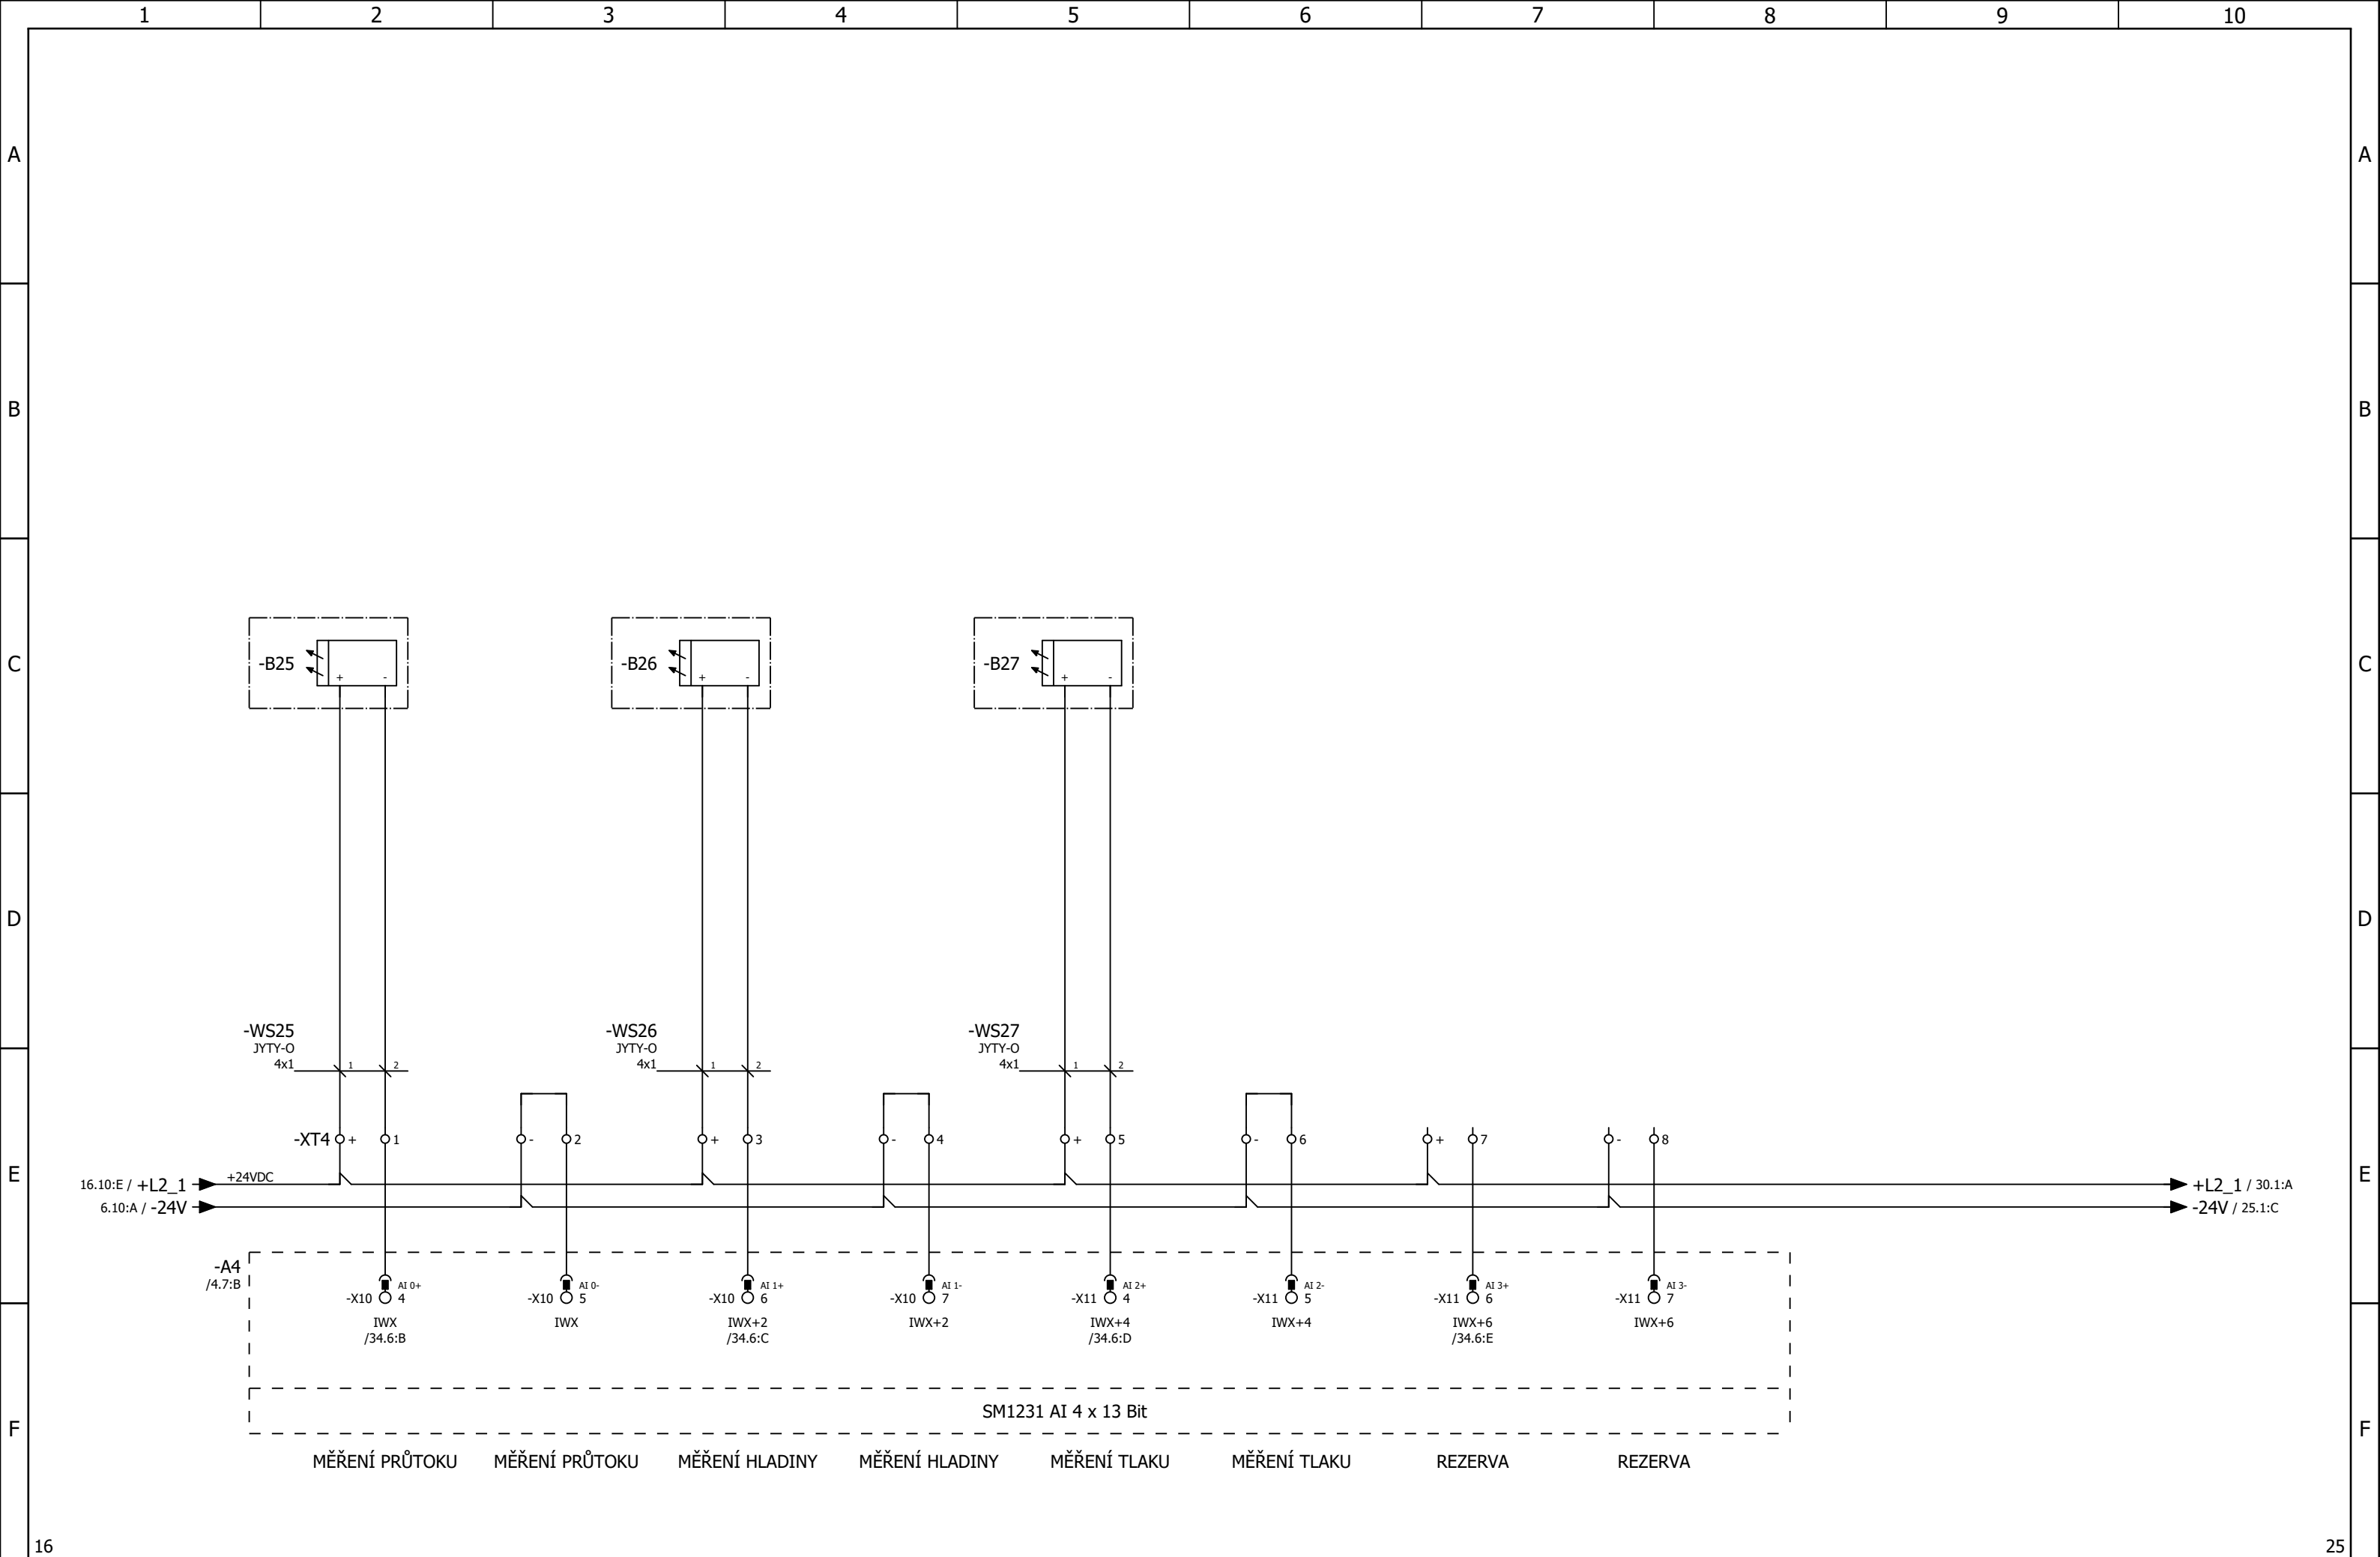 1 2 3 4 5 6 7 8 9 10
A A
B B
C C
-B25 + -
-B26 + -
-B27 + -
D D
-WS25 -WS26 -WS27
JYTY-O JYTY-O JYTY-O
4x1 1 2 4x1 1 2 4x1 1 2
-XT4 + 1 - 2 + 3 - 4 + 5 - 6 + 7 - 8
E E
16.10:E / +L2_1 +24VDC +L2_1 / 30.1:A
6.10:A / -24V -24V / 25.1:C
-A4
/4.7:B
AI 0+ AI 0- AI 1+ AI 1- AI 2+ AI 2- AI 3+ AI 3-
-X10 4 -X10 5 -X10 6 -X10 7 -X11 4 -X11 5 -X11 6 -X11 7
IWX IWX IWX+2 IWX+2 IWX+4 IWX+4 IWX+6 IWX+6
/34.6:B /34.6:C /34.6:D /34.6:E
SM1231 AI 4 x 13 Bit
F F
MĚŘENÍ PRŮTOKU MĚŘENÍ PRŮTOKU MĚŘENÍ HLADINY MĚŘENÍ HLADINY MĚŘENÍ TLAKU MĚŘENÍ TLAKU REZERVA REZERVA
16 25